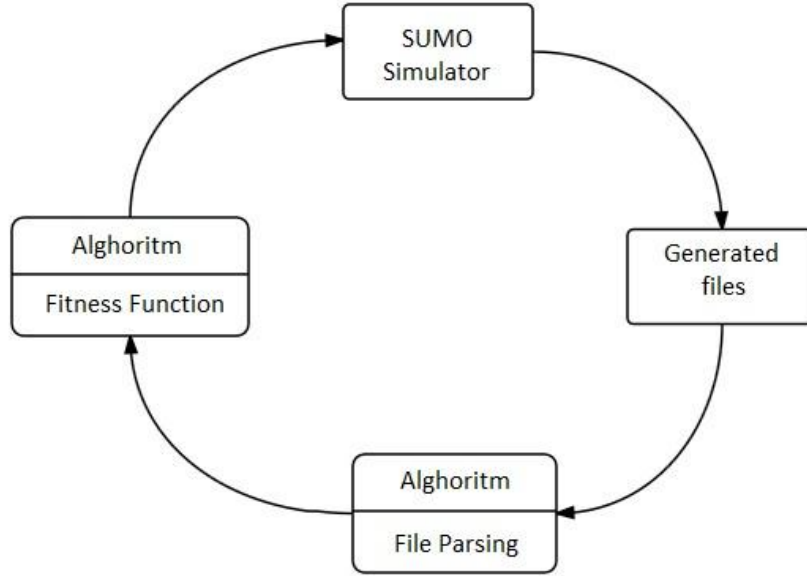 SUMO
Simulator
Alghoritm
Fitness Function
Generated
files
Alghoritm
File Parsing